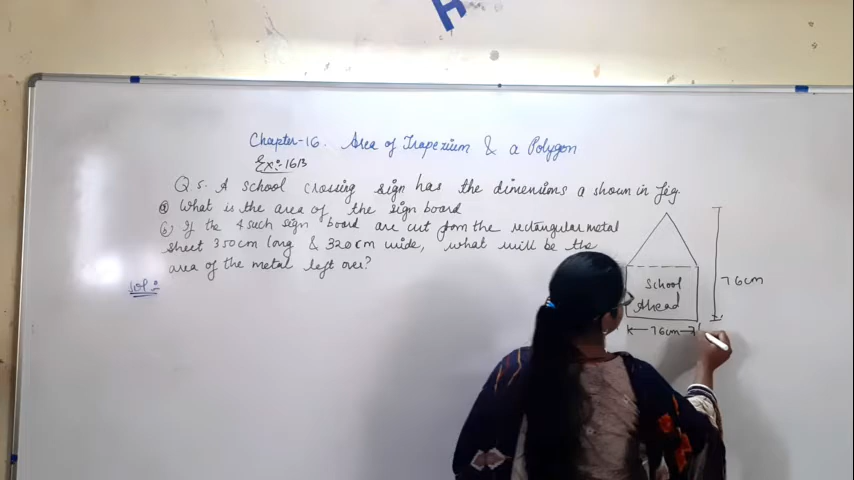 Chapter-16. Area of Trapezium & a Polygon
Ex:- 16B
Q5. A school crossing sign has the dimensions a shown in fig.
(a) What is the area of the sign board
(b) If the 4 such sign board are cut from the rectangular metal
sheet 350cm long & 320cm wide, what will be the
area of the metal left over?
Sol:-
School
Ahead
76cm
76cm